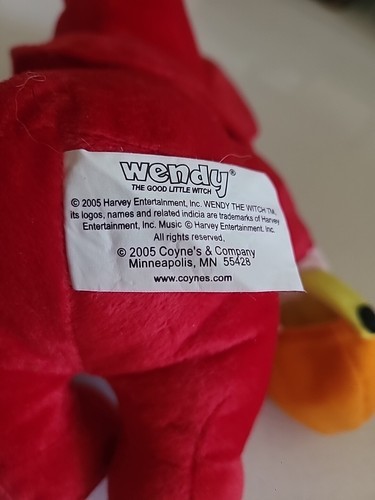 wendy®
THE GOOD LITTLE WITCH
© 2005 Harvey Entertainment, Inc. WENDY THE WITCH TM,
its logos, names and related indicia are trademarks of Harvey
Entertainment, Inc. Music © Harvey Entertainment, Inc.
All rights reserved.
© 2005 Coyne's & Company
Minneapolis, MN 55428
www.coynes.com